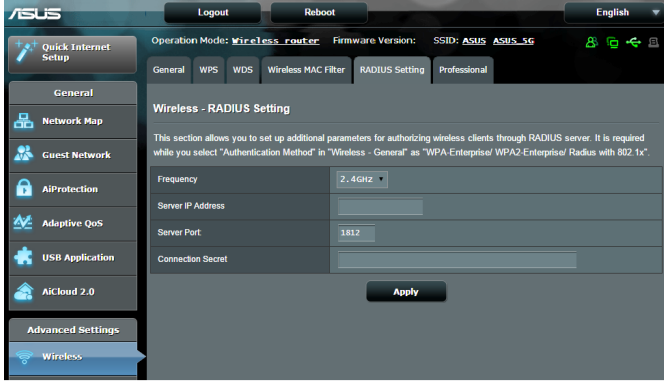 ASUS
Logout
Reboot
English
Quick Internet
Setup
Operation Mode: Wireless router Firmware Version: SSID: ASUS ASUS_5G
General
WPS
WDS
Wireless MAC Filter
RADIUS Setting
Professional
General
Network Map
Guest Network
AiProtection
Adaptive QoS
USB Application
AiCloud 2.0
Advanced Settings
Wireless
Wireless - RADIUS Setting
This section allows you to set up additional parameters for authorizing wireless clients through RADIUS server. It is required
while you select "Authentication Method" in "Wireless - General" as "WPA-Enterprise/ WPA2-Enterprise/ Radius with 802.1x".
Frequency
2.4GHz
Server IP Address
Server Port
1812
Connection Secret
Apply